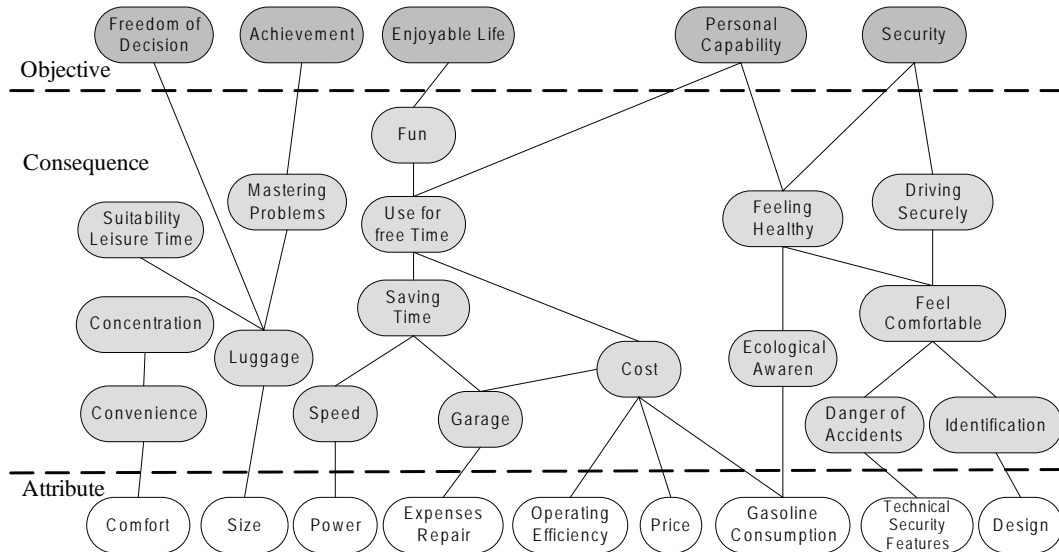 Freedom of
Decision
Achievement
Enjoyable Life
Personal
Capability
Security
Objective
Fun
Consequence
Mastering
Problems
Suitability
Leisure Time
Use for
free Time
Feeling
Healthy
Driving
Securely
Saving
Time
Feel
Comfortable
Concentration
Luggage
Cost
Ecological
Awaren
Convenience
Speed
Garage
Danger of
Accidents
Identification
Attribute
Comfort
Size
Power
Expenses
Repair
Operating
Efficiency
Price
Gasoline
Consumption
Technical
Security
Features
Design